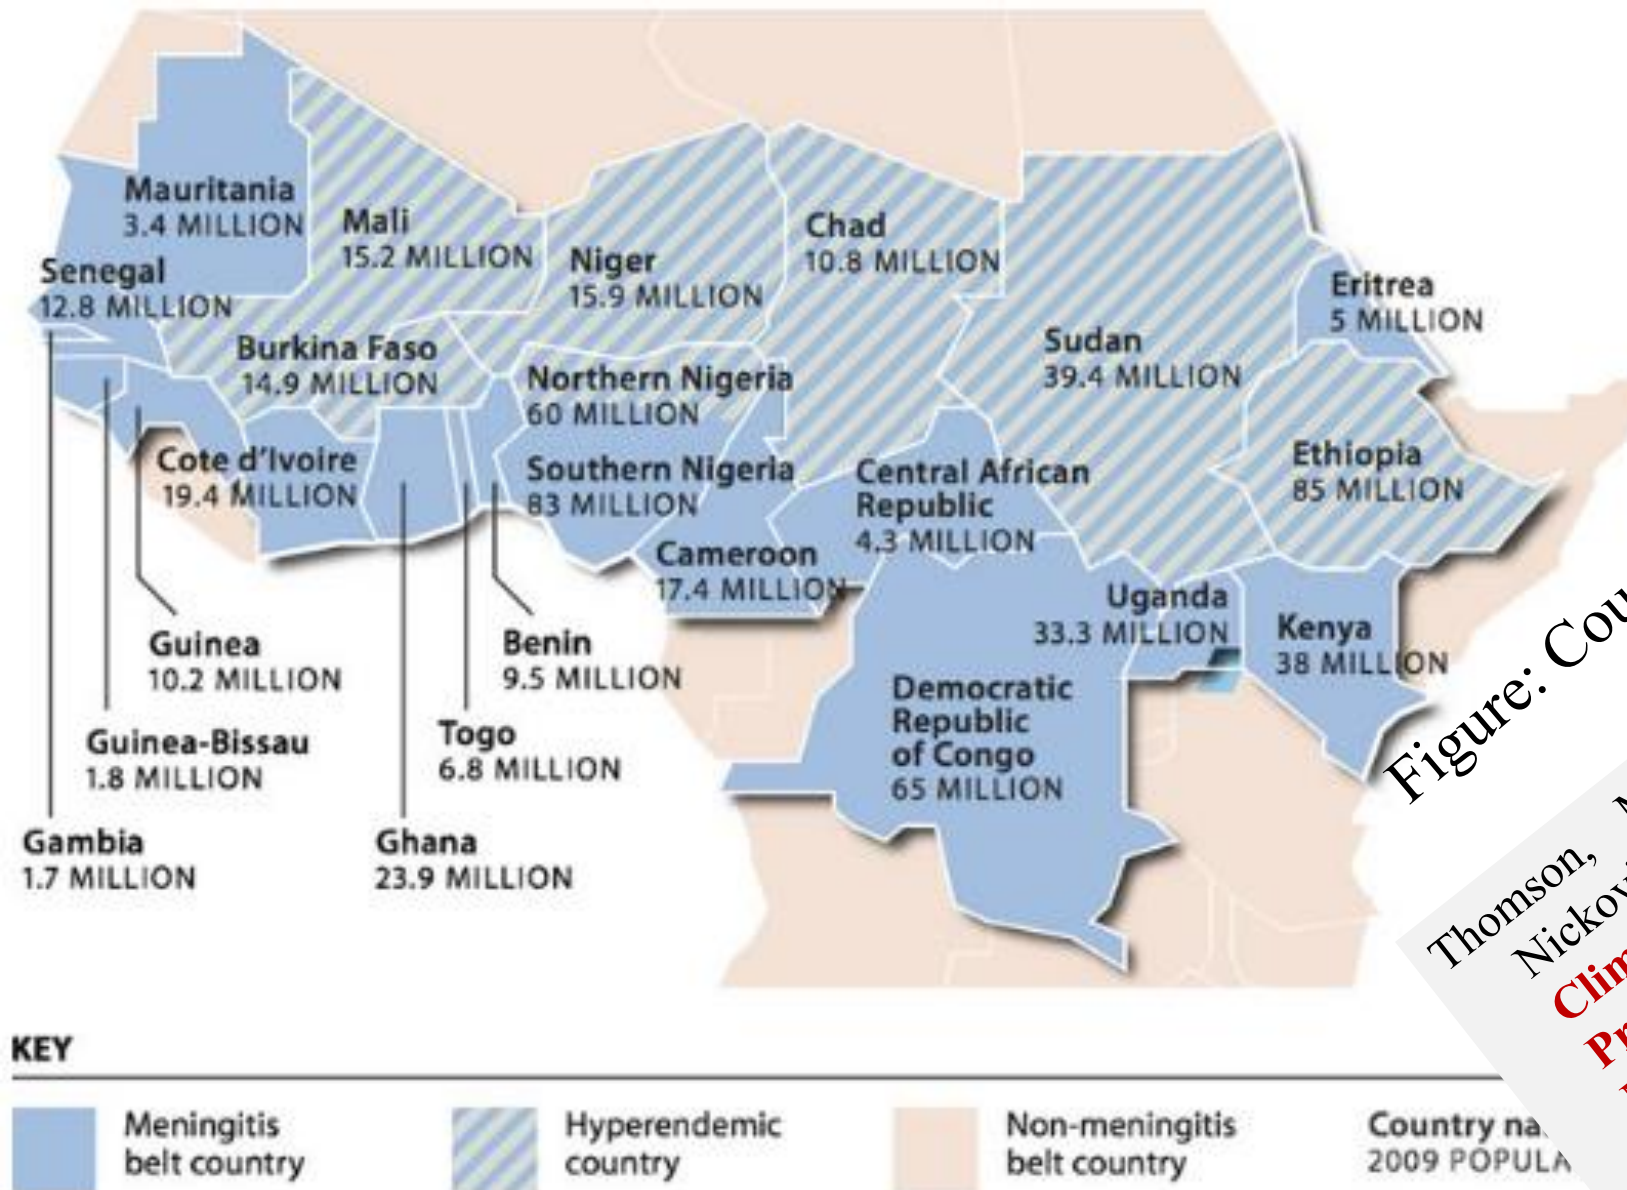 Mauritania
3.4 MILLION
Mali
15.2 MILLION
Niger
15.9 MILLION
Chad
10.8 MILLION
Senegal
12.8 MILLION
Eritrea
5 MILLION
Sudan
39.4 MILLION
Burkina Faso
14.9 MILLION
Northern Nigeria
60 MILLION
Cote d'Ivoire
19.4 MILLION
Southern Nigeria
83 MILLION
Central African
Republic
4.3 MILLION
Ethiopia
85 MILLION
Cameroon
17.4 MILLION
Uganda
33.3 MILLION
Kenya
38 MILLION
Guinea
10.2 MILLION
Benin
9.5 MILLION
Democratic
Republic
of Congo
65 MILLION
Guinea-Bissau
1.8 MILLION
Togo
6.8 MILLION
Gambia
1.7 MILLION
Ghana
23.9 MILLION
Figure:
Thomson,
KEY
Meningitis
belt country
Hyperendemic
country
Non-meningitis
belt country
Country
2009